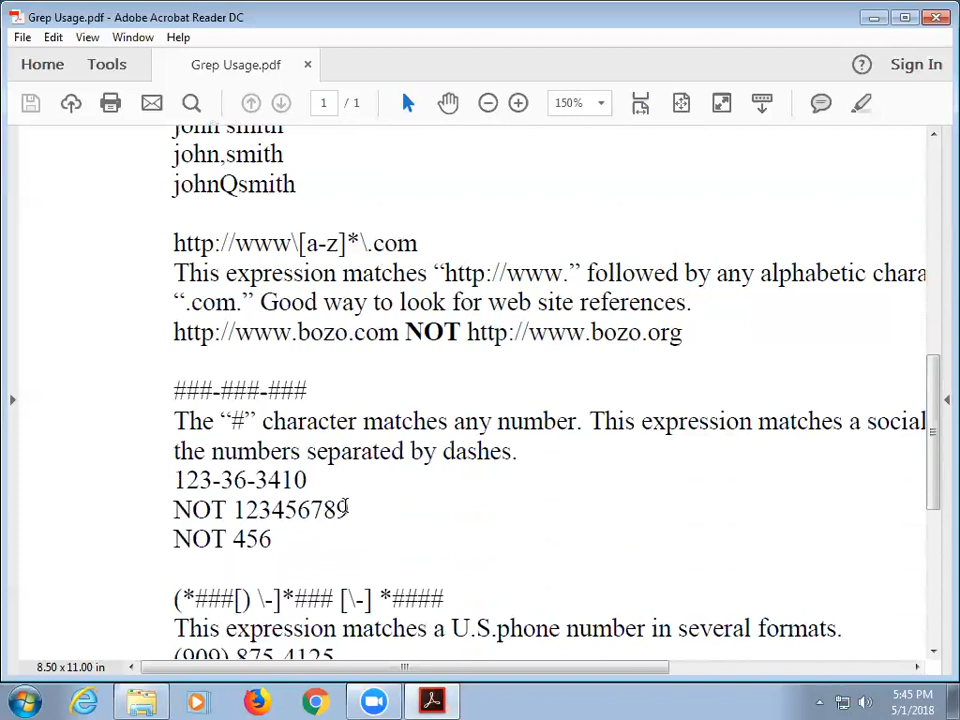 Grep Usage.pdf - Adobe Acrobat Reader DC
File Edit View Window Help
Home Tools Grep Usage.pdf × Sign In
1 / 1 150%
john smith
john,smith
johnQsmith
http://www\[a-z]*\.com
This expression matches “http://www.” followed by any alphabetic chara
“.com.” Good way to look for web site references.
http://www.bozo.com NOT http://www.bozo.org
###-###-###
The “#” character matches any number. This expression matches a social
the numbers separated by dashes.
123-36-3410
NOT 123456789
NOT 456
(*###[) \-]*### [\-] *####
This expression matches a U.S.phone number in several formats.
(909) 875-4125
8.50 x 11.00 in
5:45 PM
5/1/2018